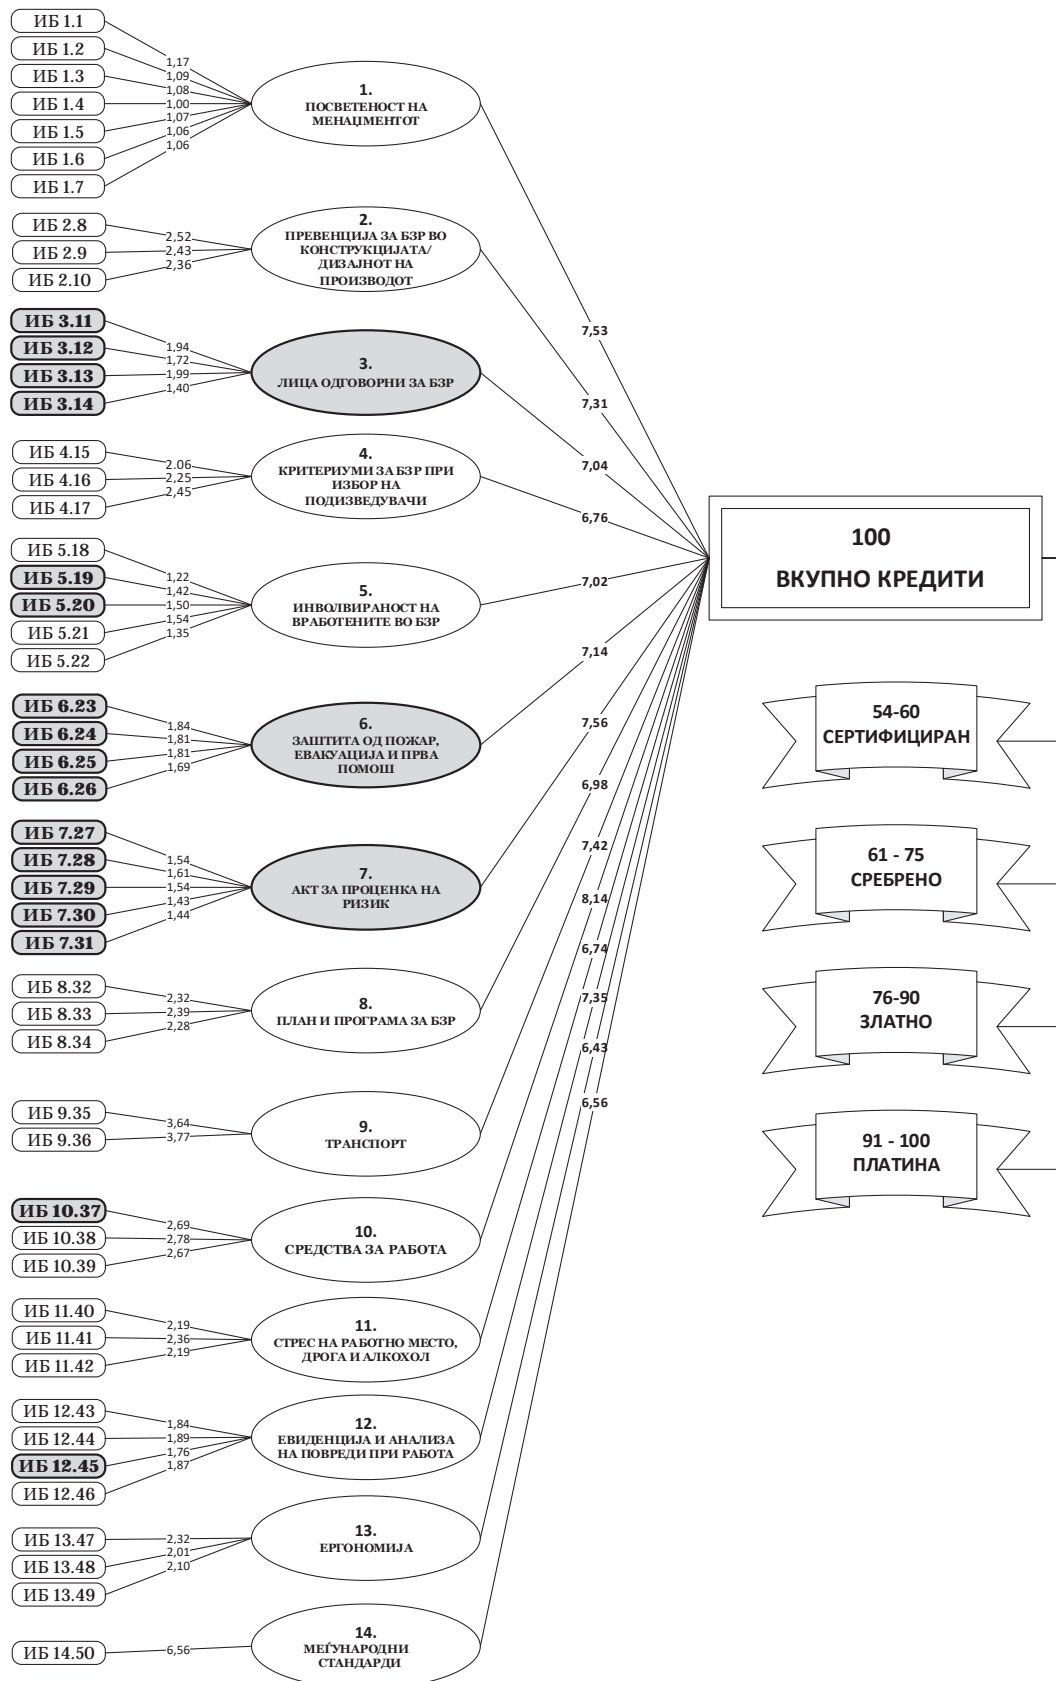 ИБ 1.1
ИБ 1.2
ИБ 1.3
ИБ 1.4
ИБ 1.5
ИБ 1.6
ИБ 1.7
1,17
1,09
1,08
1,00
1,07
1,06
1,06
1.
ПОСВЕТЕНОСТ НА
МЕНАЏМЕНТОТ
7,53
ИБ 2.8
ИБ 2.9
ИБ 2.10
2,52
2,43
2,36
2.
ПРЕВЕНЦИЈА ЗА БЗР ВО
КОНСТРУКЦИЈАТА/
ДИЗАЈНОТ НА
ПРОИЗВОДОТ
7,31
ИБ 3.11
ИБ 3.12
ИБ 3.13
ИБ 3.14
1,94
1,72
1,99
1,40
3.
ЛИЦА ОДГОВОРНИ ЗА БЗР
7,04
ИБ 4.15
ИБ 4.16
ИБ 4.17
2.06
2,25
2,45
4.
КРИТЕРИУМИ ЗА БЗР ПРИ
ИЗБОР НА
ПОДИЗВЕДУВАЧИ
6,76
ИБ 5.18
ИБ 5.19
ИБ 5.20
ИБ 5.21
ИБ 5.22
1,22
1,42
1,50
1,54
1,35
5.
ИНВОЛВИРАНОСТ НА
ВРАБОТЕНИТЕ ВО БЗР
7,02
ИБ 6.23
ИБ 6.24
ИБ 6.25
ИБ 6.26
1,84
1,81
1,81
1,69
6.
ЗАШТИТА ОД ПОЖАР,
ЕВАКУАЦИЈА И ПРВА
ПОМОШ
7,14
ИБ 7.27
ИБ 7.28
ИБ 7.29
ИБ 7.30
ИБ 7.31
1,54
1,61
1,54
1,43
1,44
7.
АКТ ЗА ПРОЦЕНКА НА
РИЗИК
7,56
ИБ 8.32
ИБ 8.33
ИБ 8.34
2,32
2,39
2,28
8.
ПЛАН И ПРОГРАМА ЗА БЗР
6,98
ИБ 9.35
ИБ 9.36
3,64
3,77
9.
ТРАНСПОРТ
7,42
ИБ 10.37
ИБ 10.38
ИБ 10.39
2,69
2,78
2,67
10.
СРЕДСТВА ЗА РАБОТА
8,14
ИБ 11.40
ИБ 11.41
ИБ 11.42
2,19
2,36
2,19
11.
СТРЕС НА РАБОТНО МЕСТО,
ДРОГА И АЛКОХОЛ
6,74
ИБ 12.43
ИБ 12.44
ИБ 12.45
ИБ 12.46
1,84
1,89
1,76
1,87
12.
ЕВИДЕНЦИЈА И АНАЛИЗА
НА ПОВРЕДИ ПРИ РАБОТА
7,35
ИБ 13.47
ИБ 13.48
ИБ 13.49
2,32
2,01
2,10
13.
ЕРГОНОМИЈА
6,43
ИБ 14.50
6,56
14.
МЕЃУНАРОДНИ
СТАНДАРДИ
6,56
100
ВКУПНО КРЕДИТИ
54-60
СЕРТИФИЦИРАН
61 - 75
СРЕБРЕНО
76-90
ЗЛАТНО
91 - 100
ПЛАТИНА